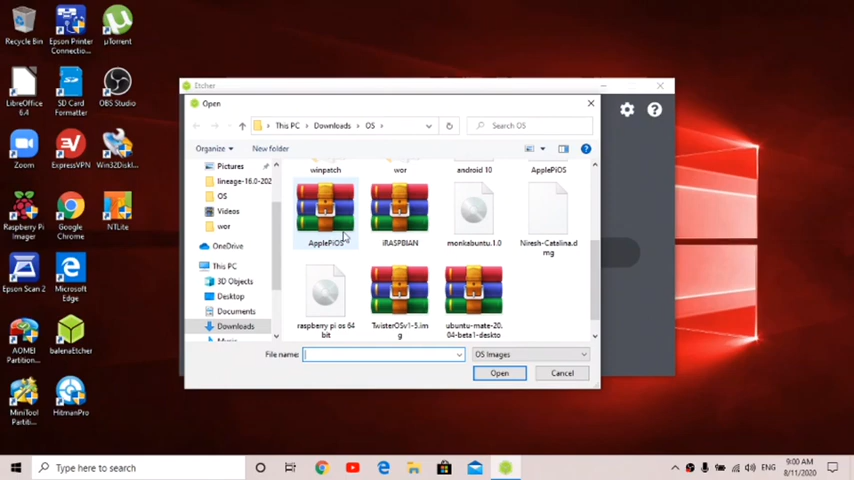 Recycle Bin
Epson Printer
Connection...
µTorrent
LibreOffice
6.4
SD Card
Formatter
OBS Studio
Zoom
ExpressVPN
Win32Diskl...
Raspberry Pi
Imager
Google
Chrome
NTLite
Epson Scan 2
Microsoft
Edge
AOMEI
Partiti...
balenaEtcher
MiniTool
Partiti...
HitmanPro
Etcher
Open
This PC
Downloads
OS
Search OS
Organize
New folder
Pictures
lineage-16.0-202
OS
Videos
wor
OneDrive
This PC
3D Objects
Desktop
Documents
Downloads
winpatch
wor
android 10
ApplePiOS
ApplePiOS
iRASPBIAN
monkabuntu.1.0
Niresh-Catalina.d
mg
raspberry pi os 64
bit
TwisterOSv1-5.im
g
ubuntu-mate-20.
04-beta1-deskto
File name:
OS Images
Open
Cancel
Type here to search
ENG
9:00 AM
8/11/2020